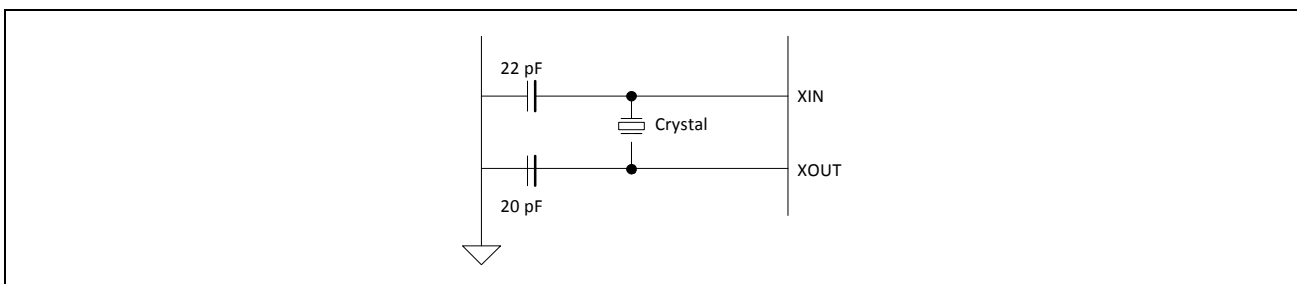 22 pF
XIN
Crystal
XOUT
20 pF